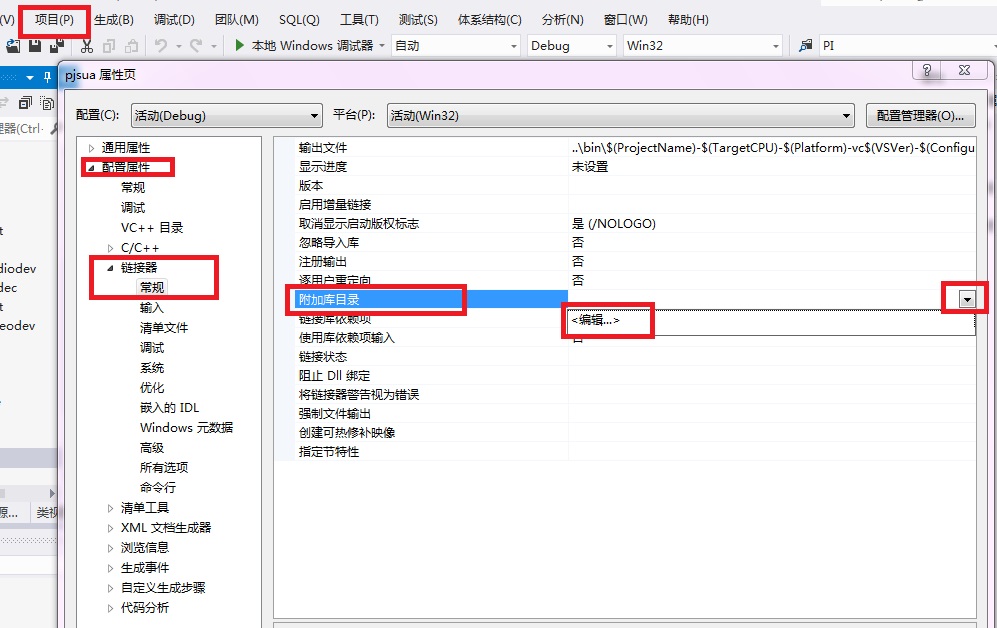 (V) 项目(P) 生成(B) 调试(D) 团队(M) SQL(Q) 工具(T) 测试(S) 体系结构(C) 分析(N) 窗口(W) 帮助(H)
本地 Windows 调试器 自动 Debug Win32 PI
pjsua 属性页
配置(C): 活动(Debug) 平台(P): 活动(Win32) 配置管理器(O)...
理器(Ctrl
通用属性
配置属性
常规
调试
VC++ 目录
C/C++
链接器
常规
输入
清单文件
调试
系统
优化
嵌入的 IDL
Windows 元数据
高级
所有选项
命令行
清单工具
XML 文档生成器
浏览信息
生成事件
自定义生成步骤
代码分析
输出文件 ..\bin\$(ProjectName)-$(TargetCPU)-$(Platform)-vc$(VSVer)-$(Configu
显示进度 未设置
版本
启用增量链接
取消显示启动版权标志 是 (/NOLOGO)
忽略导入库 否
注册输出 否
逐用户重定向 否
附加库目录
<编辑...>
链接库依赖项
使用库依赖项输入 否
链接状态
阻止 Dll 绑定
将链接器警告视为错误
强制文件输出
创建可热修补映像
指定节特性
t
diodev
dec
t
eodev
源... 类视